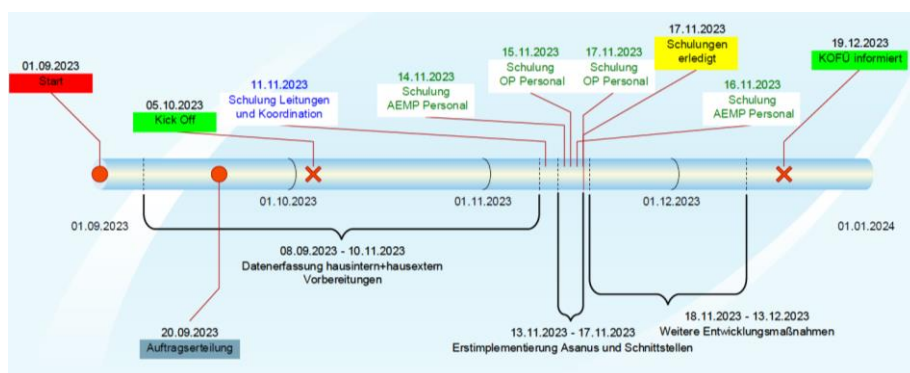 01.09.2023
Start
05.10.2023
Kick Off
11.11.2023
Schulung Leitungen
und Koordination
14.11.2023
Schulung
AEMP Personal
15.11.2023
Schulung
OP Personal
17.11.2023
Schulung
OP Personal
17.11.2023
Schulungen
erledigt
16.11.2023
Schulung
AEMP Personal
19.12.2023
KOFÜ Informiert
01.09.2023
01.10.2023
01.11.2023
01.12.2023
01.01.2024
08.09.2023 - 10.11.2023
Datenerfassung hausintern+hausextern
Vorbereitungen
20.09.2023
Auftragserteilung
13.11.2023 - 17.11.2023
Erstimplementierung Asanus und Schnittstellen
18.11.2023 - 13.12.2023
Weitere Entwicklungsmaßnahmen